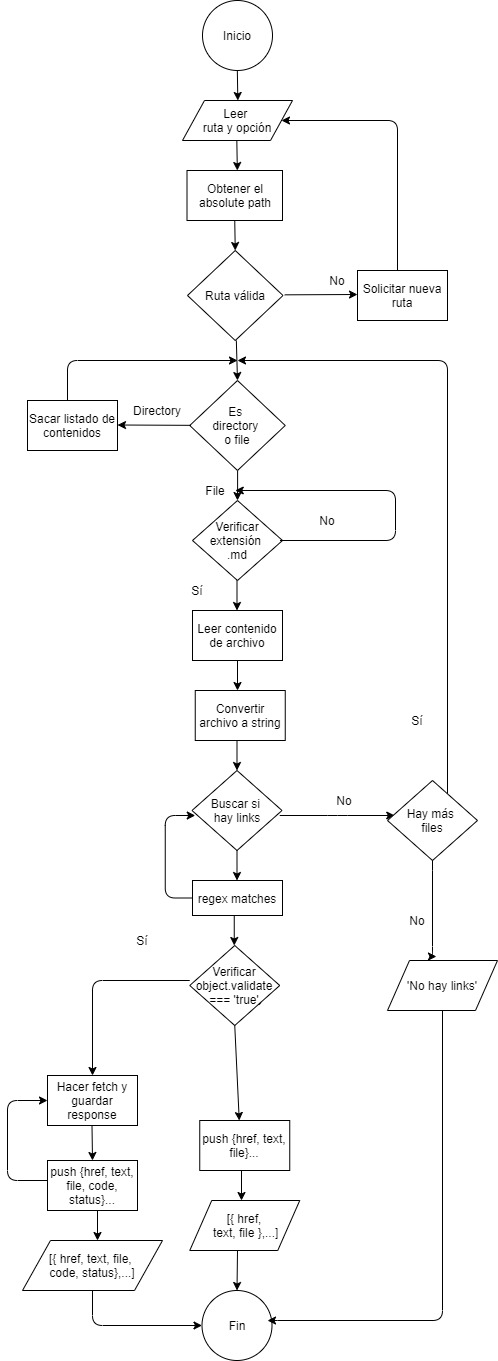 Inicio
Leer
ruta y opción
Obtener el
absolute path
Ruta válida
No
Solicitar nueva
ruta
Sacar listado de
contenidos
Directory
Es
directory
o file
File
Verificar
extensión
.md
No
Sí
Leer contenido
de archivo
Convertir
archivo a string
Sí
Buscar si
hay links
No
Hay más
files
regex matches
No
Sí
Verificar
object.validate
=== 'true',
'No hay links'
Hacer fetch y
guardar
response
push {href, text,
file}...
push {href, text,
file, code,
status}...
[{ href,
text, file },...]
[{ href, text, file,
code, status},...]
Fin